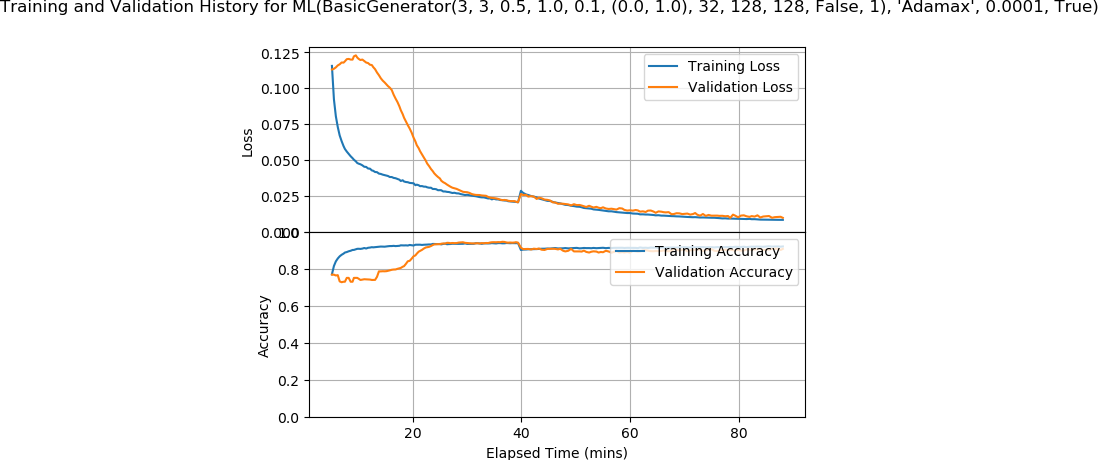 Training and Validation History for ML(BasicGenerator(3, 3, 0.5, 1.0, 0.1, (0.0, 1.0), 32, 128, 128, False, 1), 'Adamax', 0.0001, True)
0.125
0.100
0.075
0.050
0.025
0.000
Loss
Training Loss
Validation Loss
1.0
0.8
0.6
0.4
0.2
0.0
Accuracy
Training Accuracy
Validation Accuracy
20 40 60 80
Elapsed Time (mins)